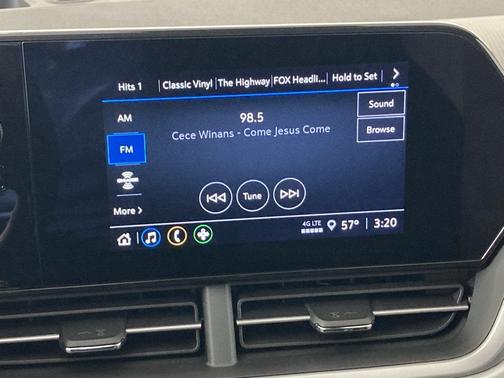 Hits 1 Classic Vinyl The Highway FOX Headli... Hold to Set
AM
98.5
Sound
Cece Winans - Come Jesus Come
Browse
FM
More
Tune
4G LTE
57° 3:20